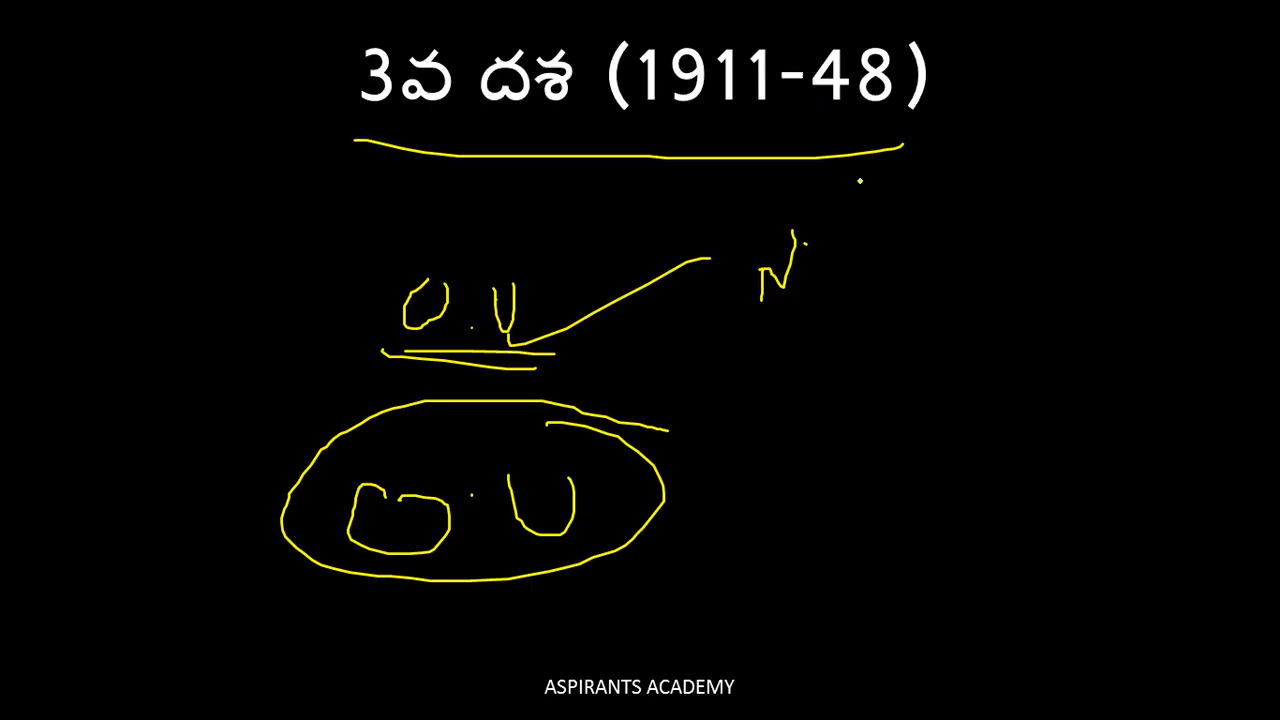 3వ దశ (1911-48)
O.U
O.U
ASPIRANTS ACADEMY